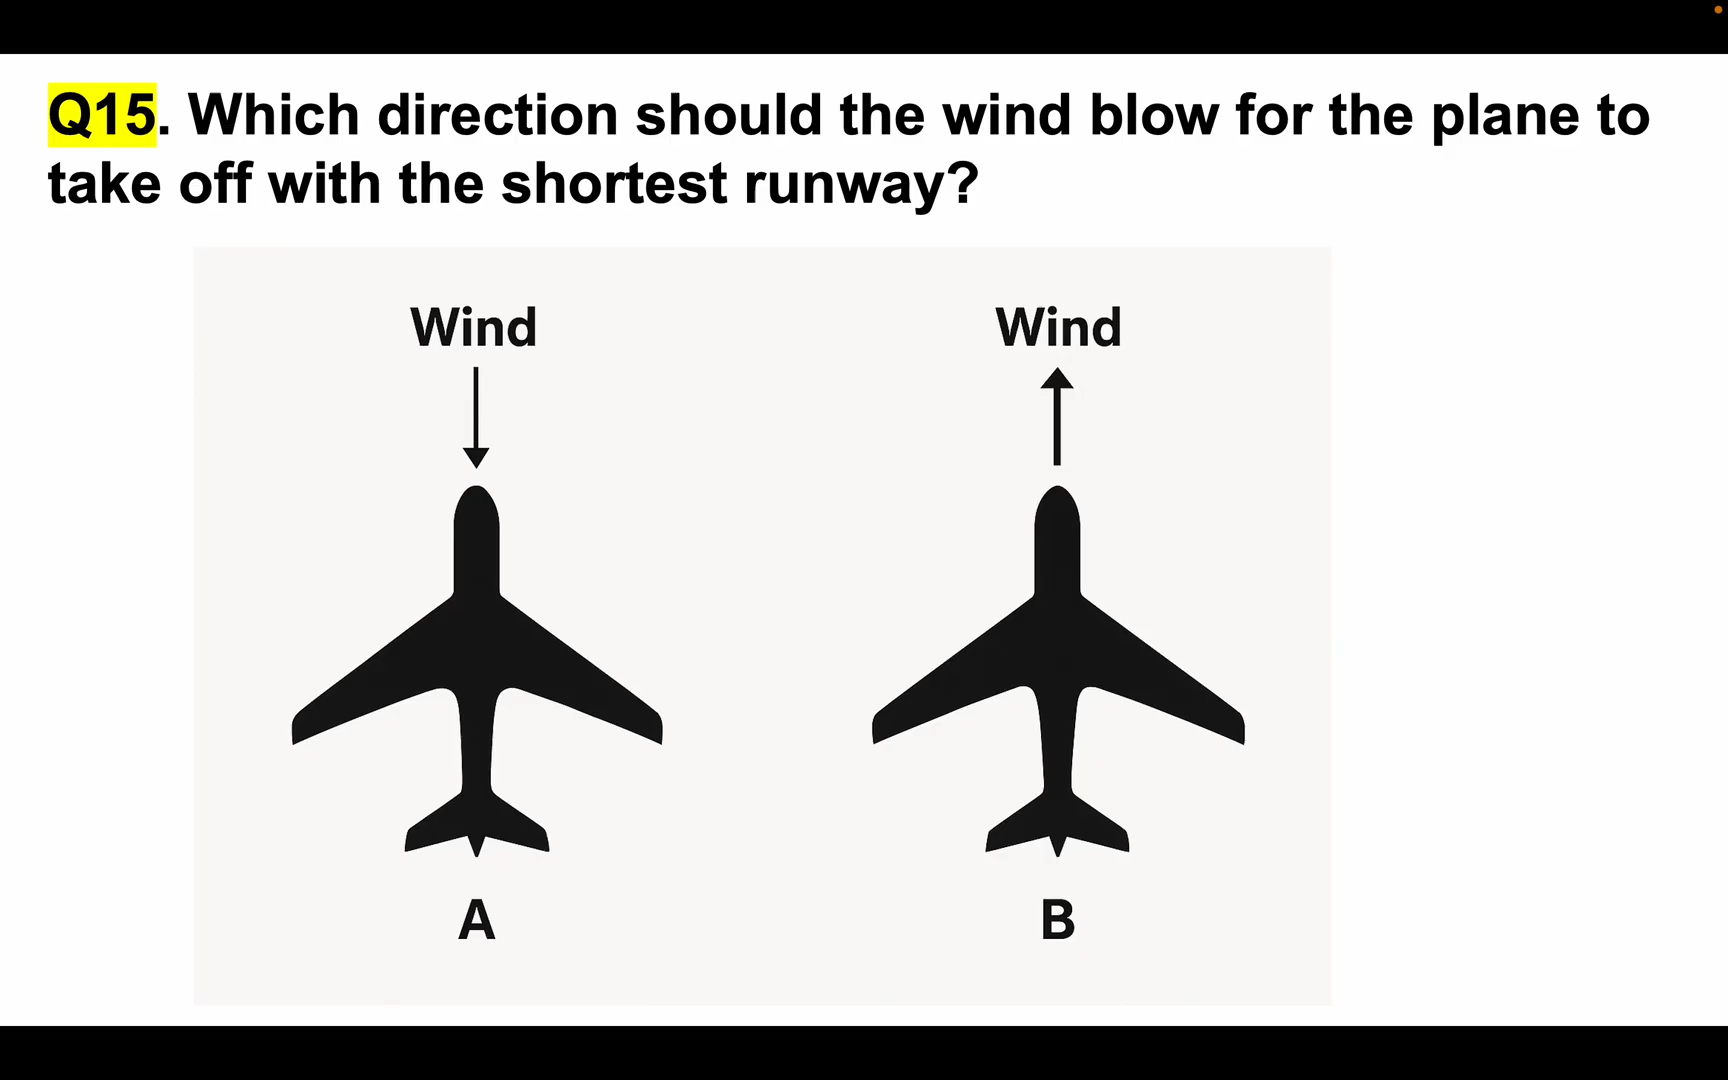 Q15. Which direction should the wind blow for the plane to
take off with the shortest runway?
Wind
Wind
A
B